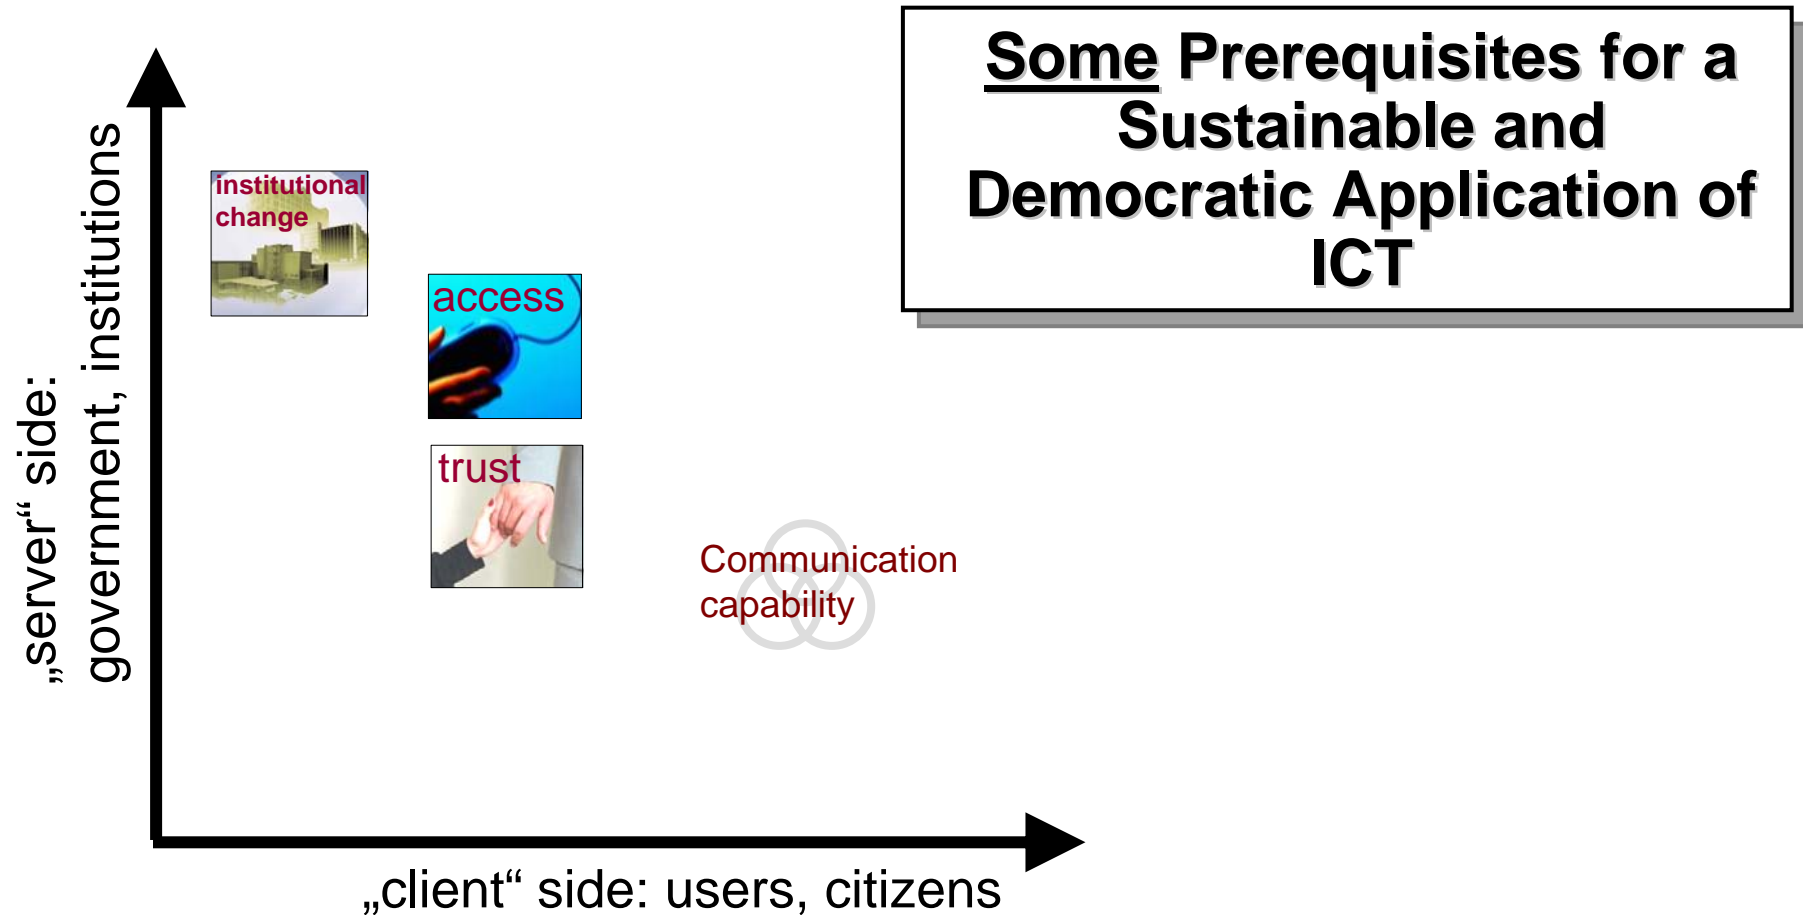 Some Prerequisites for a
Sustainable and
Democratic Application of
ICT
„server“ side:
government, institutions
institutional
change
access
trust
Communication
capability
„client“ side: users, citizens